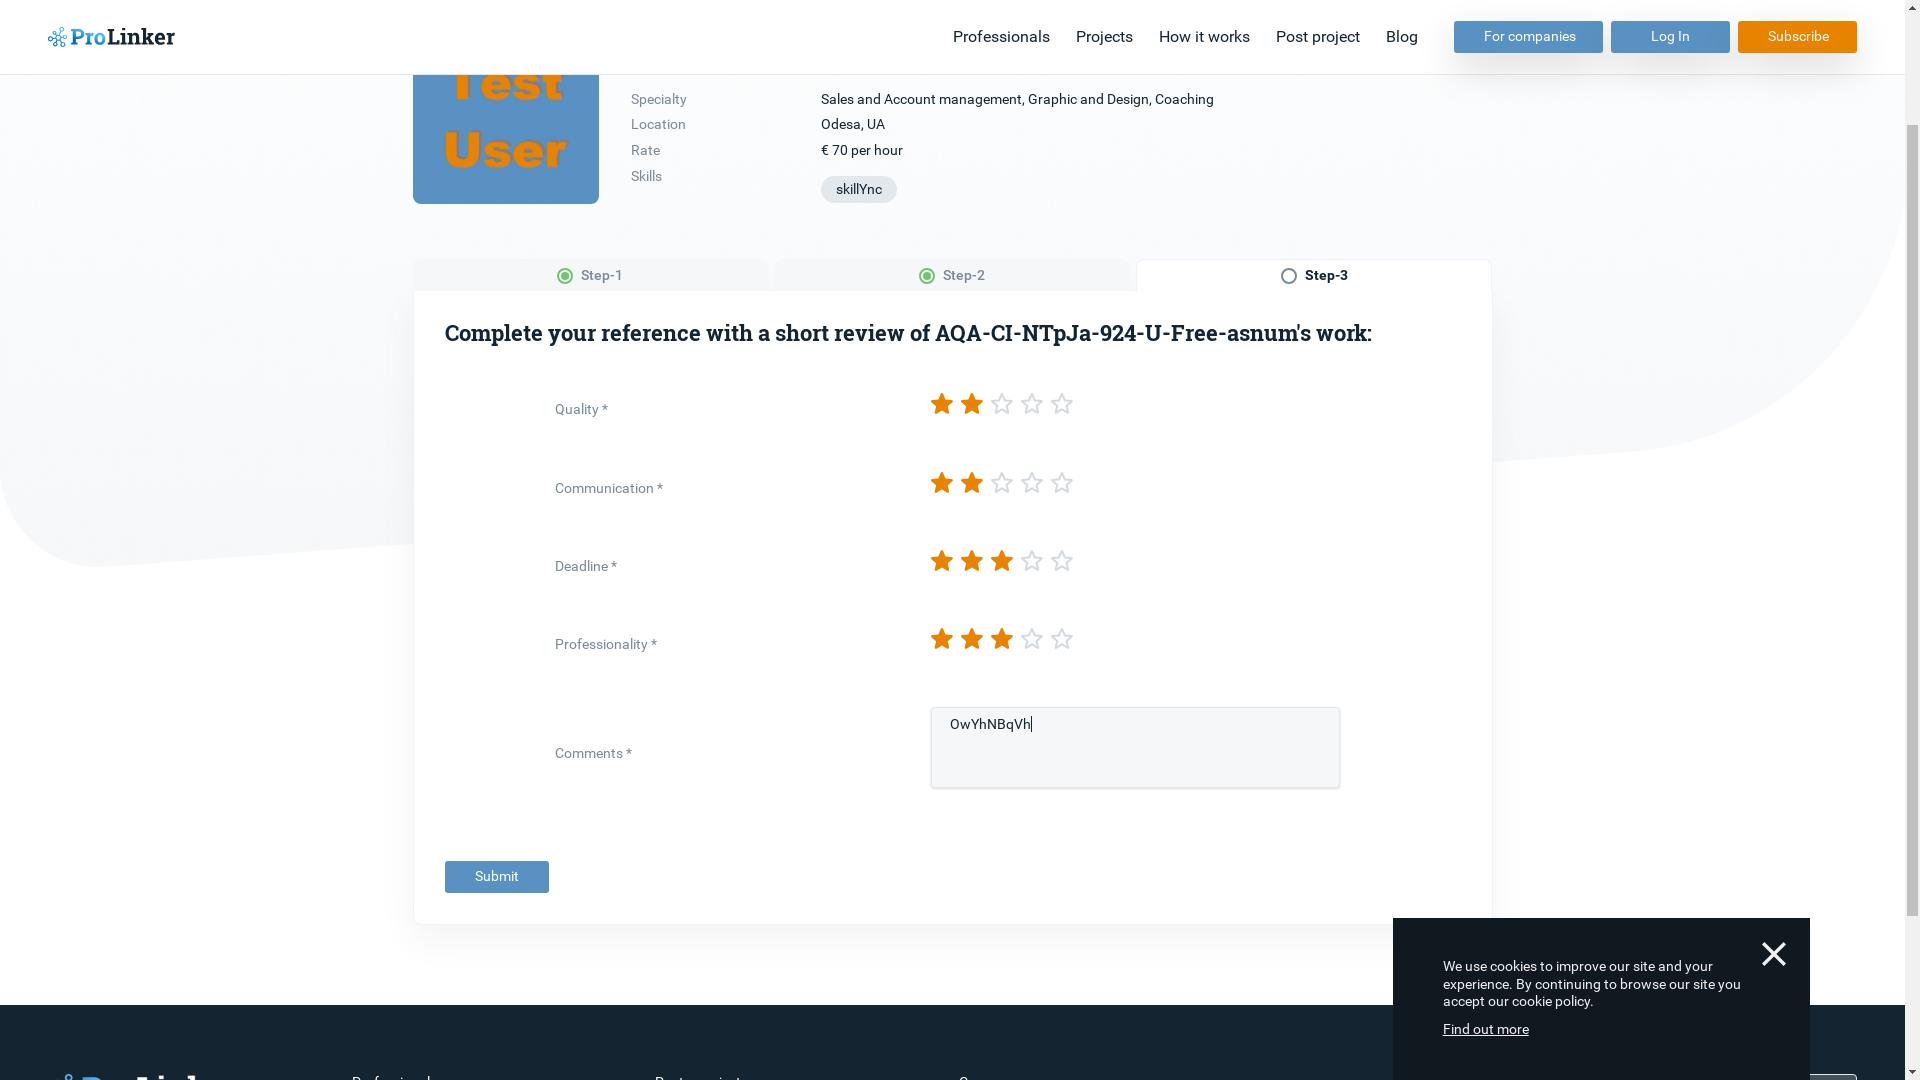 ProLinker
Professionals Projects How it works Post project Blog For companies Log In Subscribe
Test
User
Specialty Sales and Account management, Graphic and Design, Coaching
Location Odesa, UA
Rate € 70 per hour
Skills skillYnc
Step-1 Step-2 Step-3
Complete your reference with a short review of AQA-CI-NTpJa-924-U-Free-asnum's work:
Quality *
Communication *
Deadline *
Professionality *
Comments * OwYhNBqVh
Submit
We use cookies to improve our site and your
experience. By continuing to browse our site you
accept our cookie policy.
Find out more